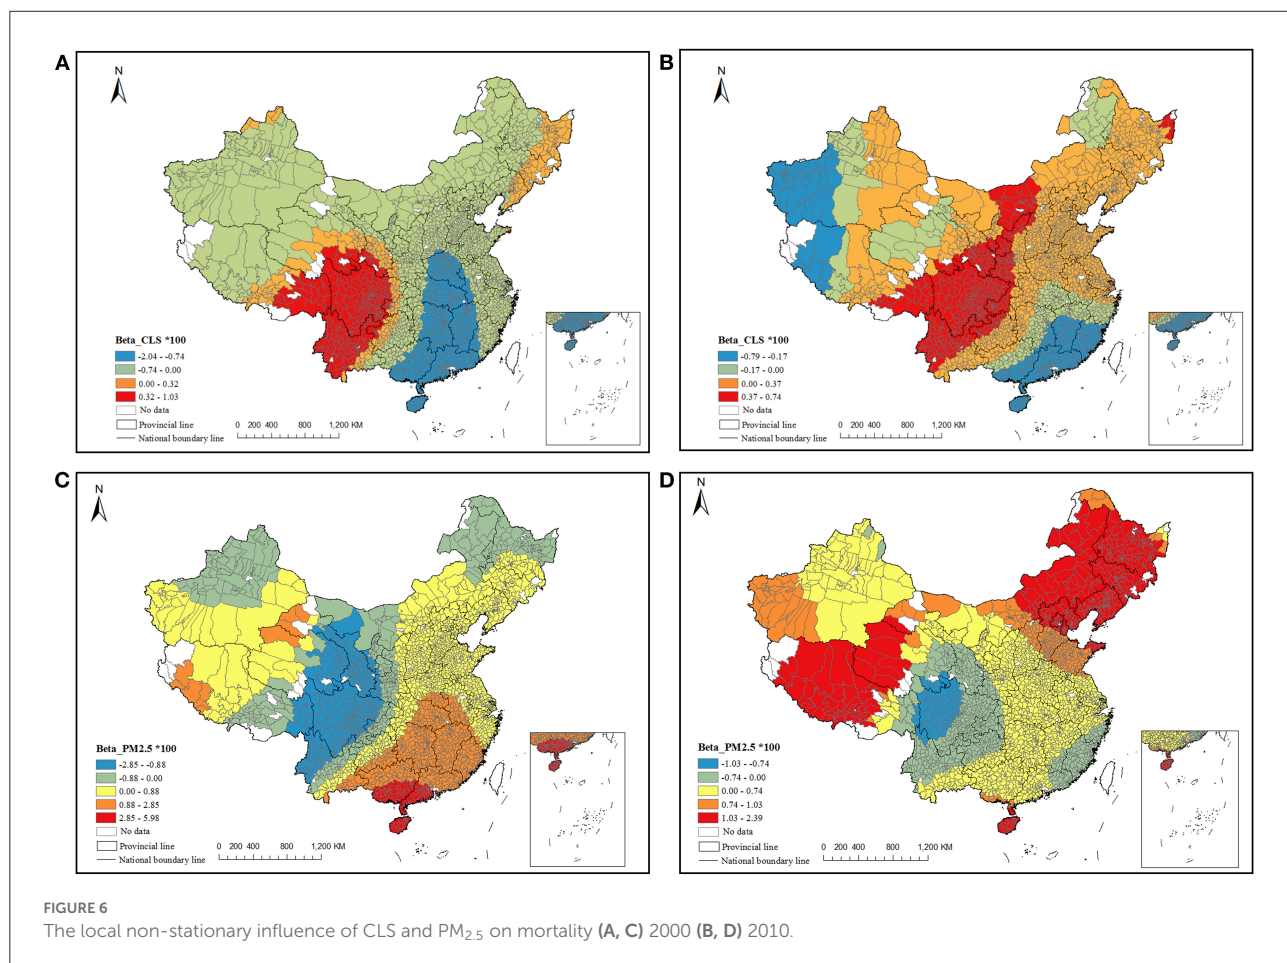 A
N
Beta_CLS *100
-2.04 - -0.74
-0.74 - 0.00
0.00 - 0.32
0.32 - 1.03
No data
Provincial line
National boundary line
0 200 400 800 1,200 KM
B
N
Beta_CLS *100
-0.79 - -0.17
-0.17 - 0.00
0.00 - 0.37
0.37 - 0.74
No data
Provincial line
National boundary line
0 200 400 800 1,200 KM
C
N
Beta_PM2.5 *100
-2.85 - -0.88
-0.88 - 0.00
0.00 - 0.88
0.88 - 2.85
2.85 - 5.98
No data
Provincial line
National boundary line
0 200 400 800 1,200 KM
D
N
Beta_PM2.5 *100
-1.03 - -0.74
-0.74 - 0.00
0.00 - 0.74
0.74 - 1.03
1.03 - 2.39
No data
Provincial line
National boundary line
0 200 400 800 1,200 KM
FIGURE 6
The local non-stationary influence of CLS and PM2.5 on mortality (A, C) 2000 (B, D) 2010.